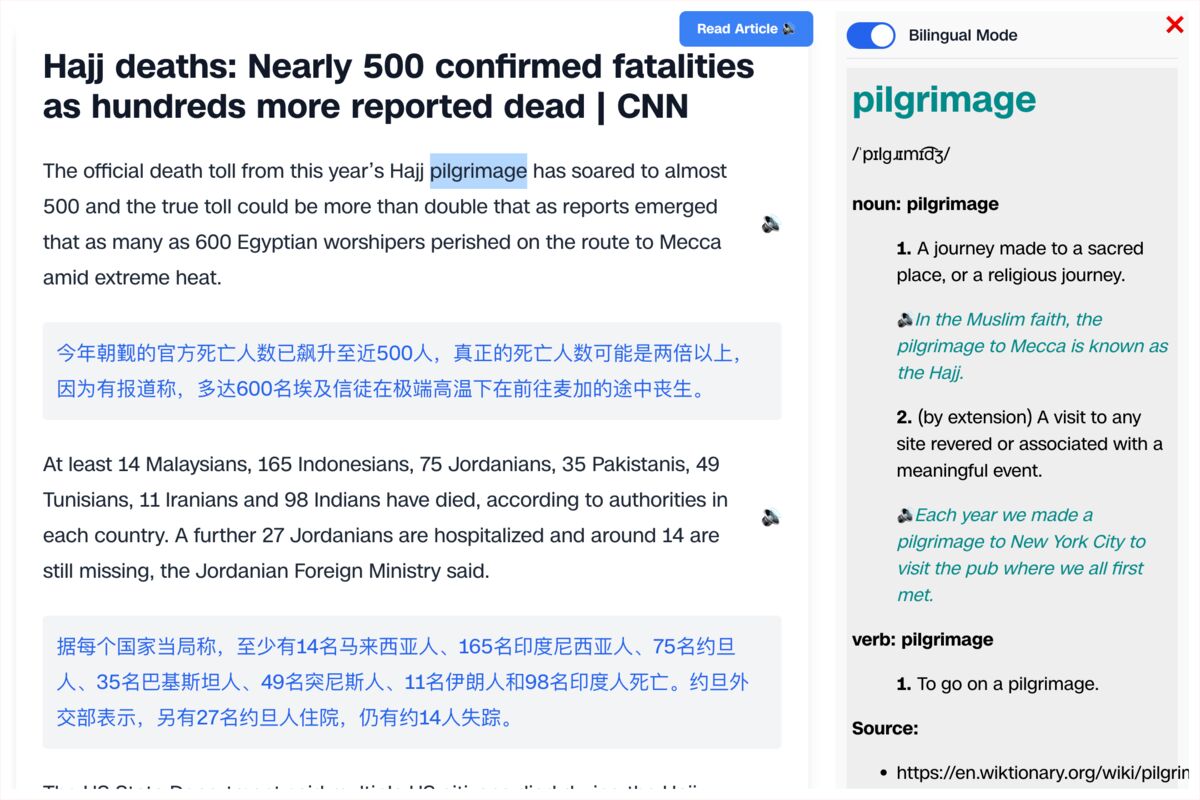 Read Article 🔊
Hajj deaths: Nearly 500 confirmed fatalities
as hundreds more reported dead | CNN
The official death toll from this year’s Hajj pilgrimage has soared to almost
500 and the true toll could be more than double that as reports emerged
that as many as 600 Egyptian worshipers perished on the route to Mecca
amid extreme heat.
今年朝觐的官方死亡人数已飙升至近500人，真正的死亡人数可能是两倍以上，
因为有报道称，多达600名埃及信徒在极端高温下在前往麦加的途中丧生。
At least 14 Malaysians, 165 Indonesians, 75 Jordanians, 35 Pakistanis, 49
Tunisians, 11 Iranians and 98 Indians have died, according to authorities in
each country. A further 27 Jordanians are hospitalized and around 14 are
still missing, the Jordanian Foreign Ministry said.
据每个国家当局称，至少有14名马来西亚人、165名印度尼西亚人、75名约旦
人、35名巴基斯坦人、49名突尼斯人、11名伊朗人和98名印度人死亡。约旦外
交部表示，另有27名约旦人住院，仍有约14人失踪。
Bilingual Mode
pilgrimage
/ˈpɪlɡ.ɹɪmɪd͡ʒ/
noun: pilgrimage
1. A journey made to a sacred
place, or a religious journey.
🔊In the Muslim faith, the
pilgrimage to Mecca is known as
the Hajj.
2. (by extension) A visit to any
site revered or associated with a
meaningful event.
🔊Each year we made a
pilgrimage to New York City to
visit the pub where we all first
met.
verb: pilgrimage
1. To go on a pilgrimage.
Source:
• https://en.wiktionary.org/wiki/pilgrim